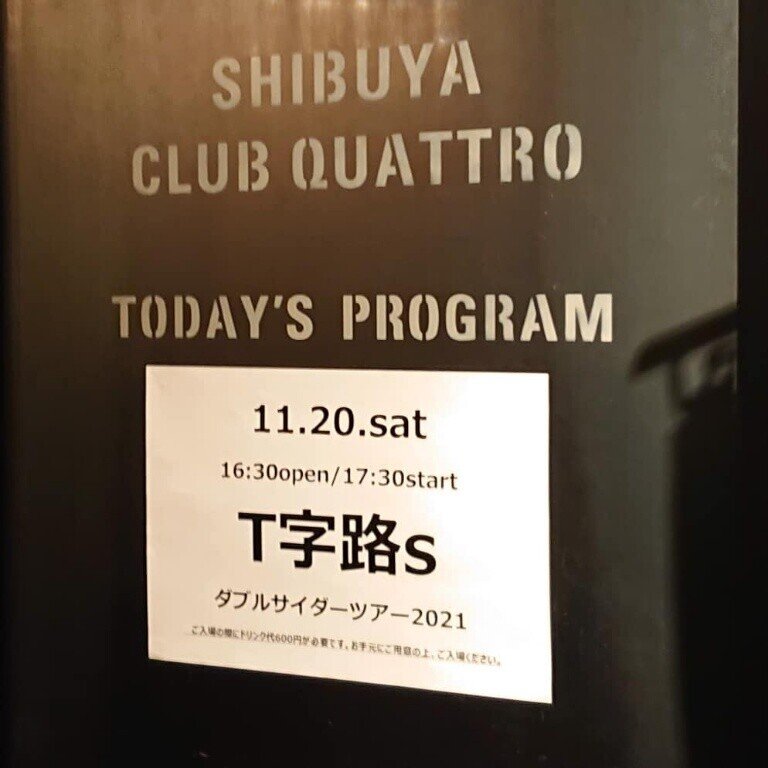 SHIBUYA
CLUB QUATTRO
TODAY'S PROGRAM
11.20.sat
16:30open/17:30start
T字路s
ダブルサイダーツアー2021
ご入場の際にドリンク代600円が必要です。お手元にご用意の上、ご入場ください。